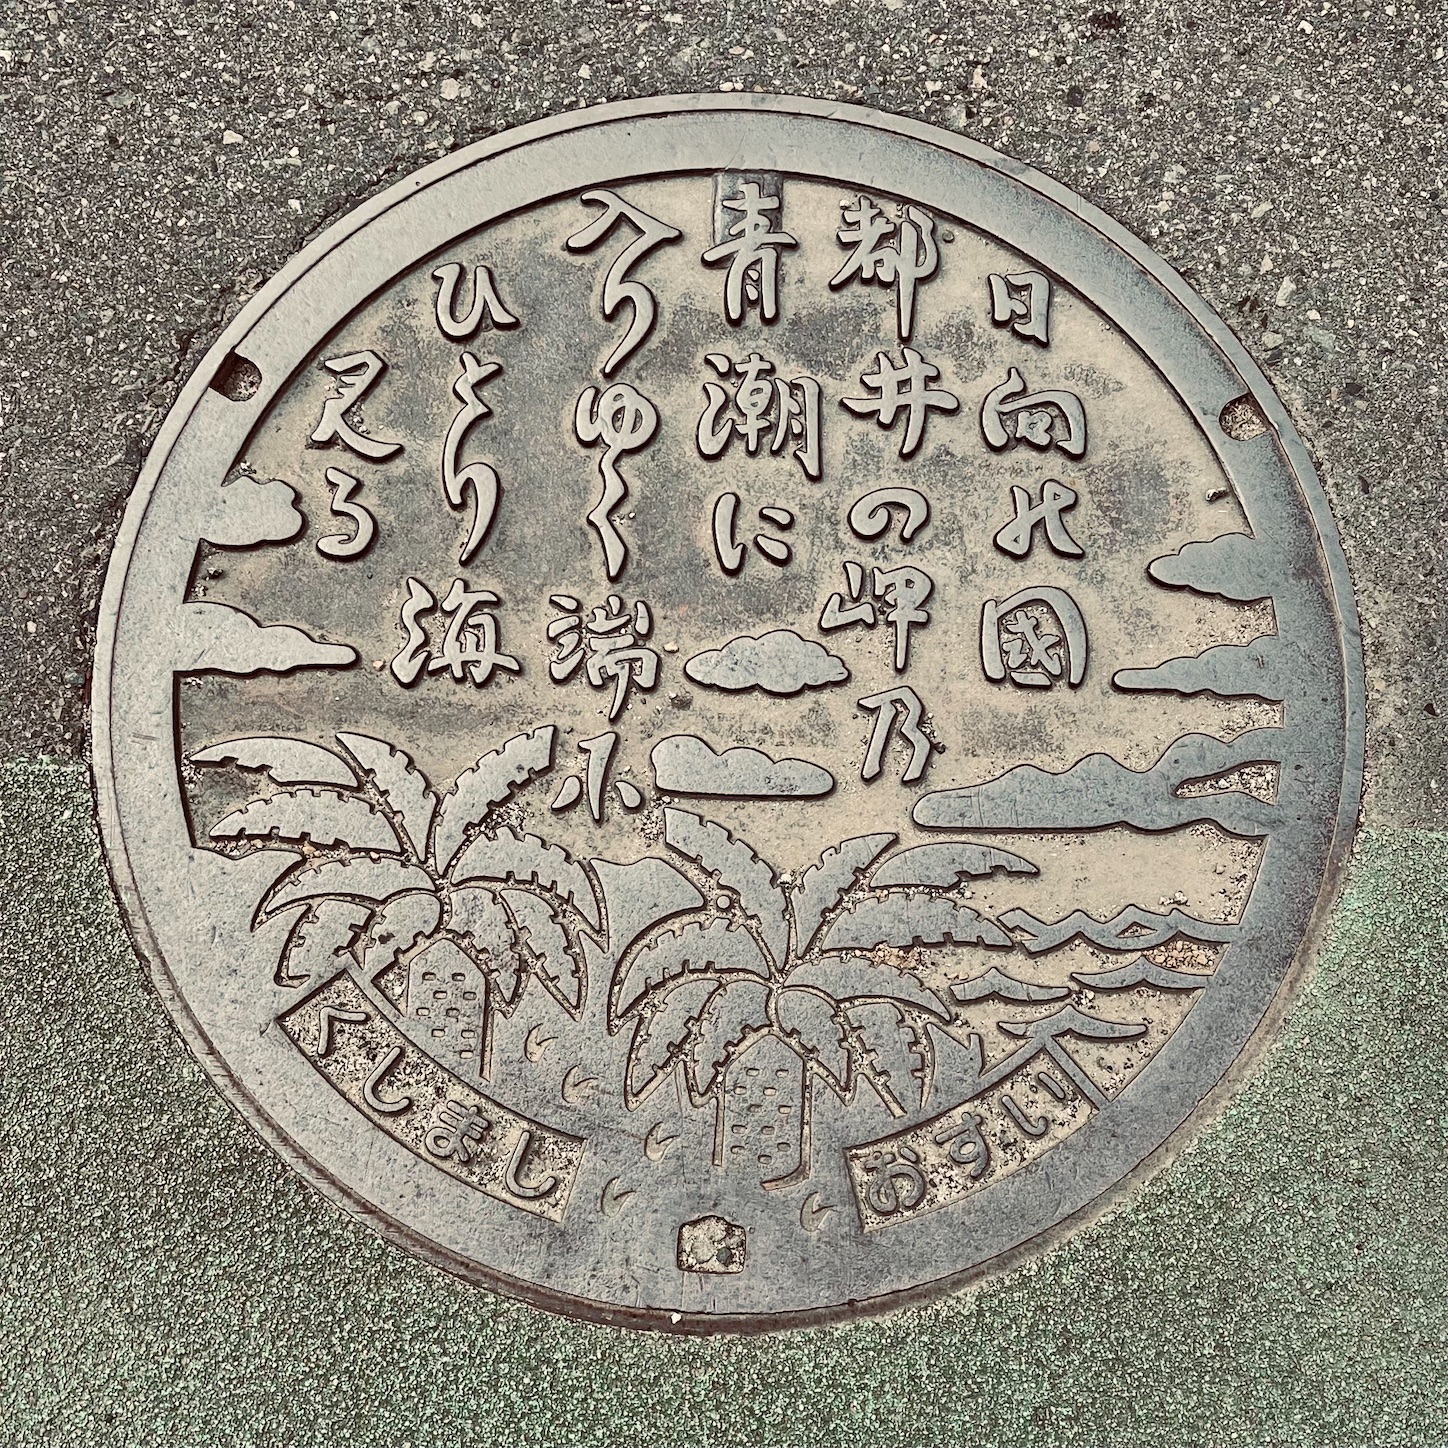 日向の國
都井の岬乃
青潮に
入りゆく端尓
ひとり海
見る
くしまし
おすい